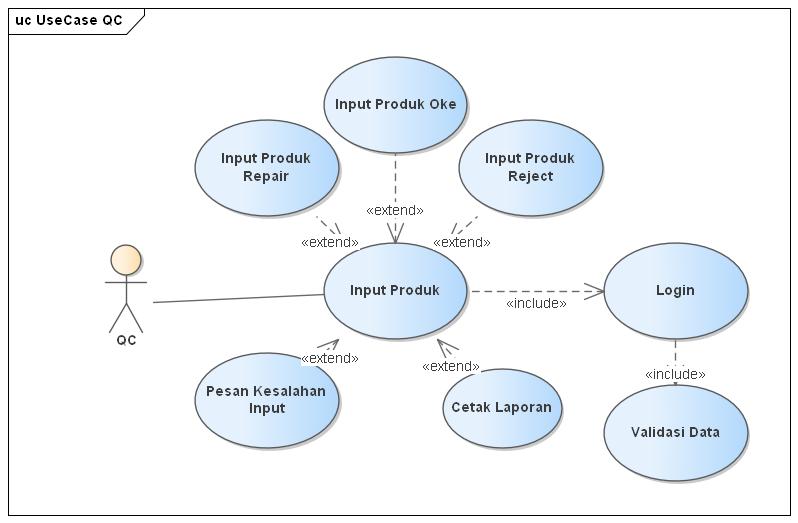 uc UseCase QC
Input Produk Oke
Input Produk
Repair
Input Produk
Reject
«extend»
«extend»
«extend»
Input Produk
«include»
Login
QC
«extend»
«extend»
«include»
Pesan Kesalahan
Input
Cetak Laporan
Validasi Data